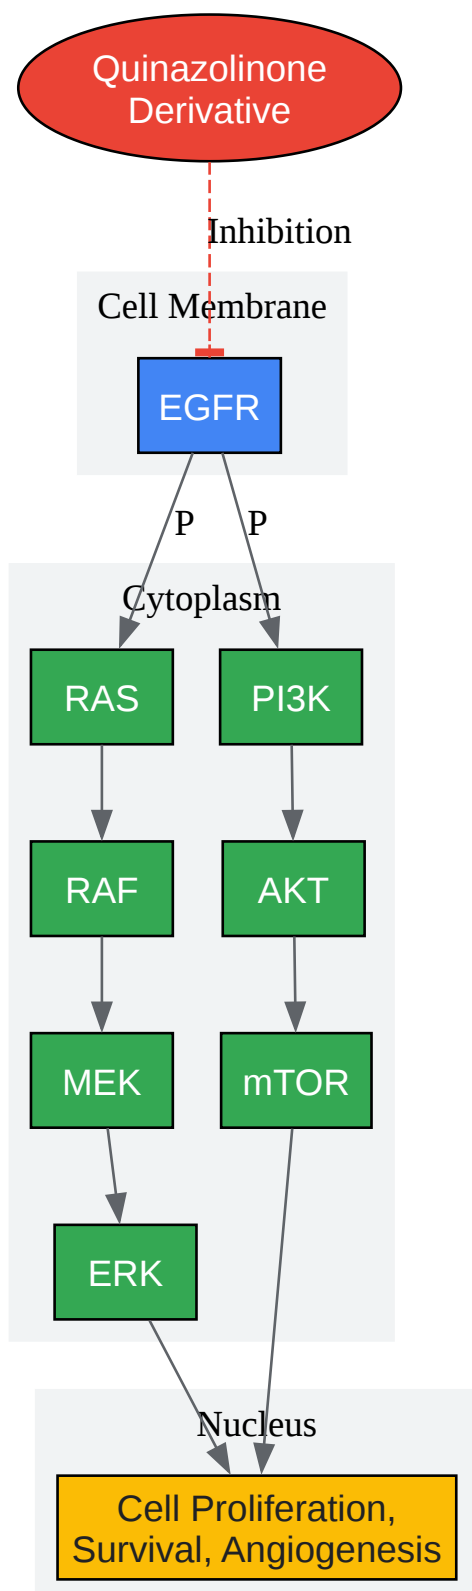 Quinazolinone
Derivative
Inhibition
Cell Membrane
EGFR
P P
Cytoplasm
RAS PI3K
RAF AKT
MEK mTOR
ERK
Nucleus
Cell Proliferation,
Survival, Angiogenesis